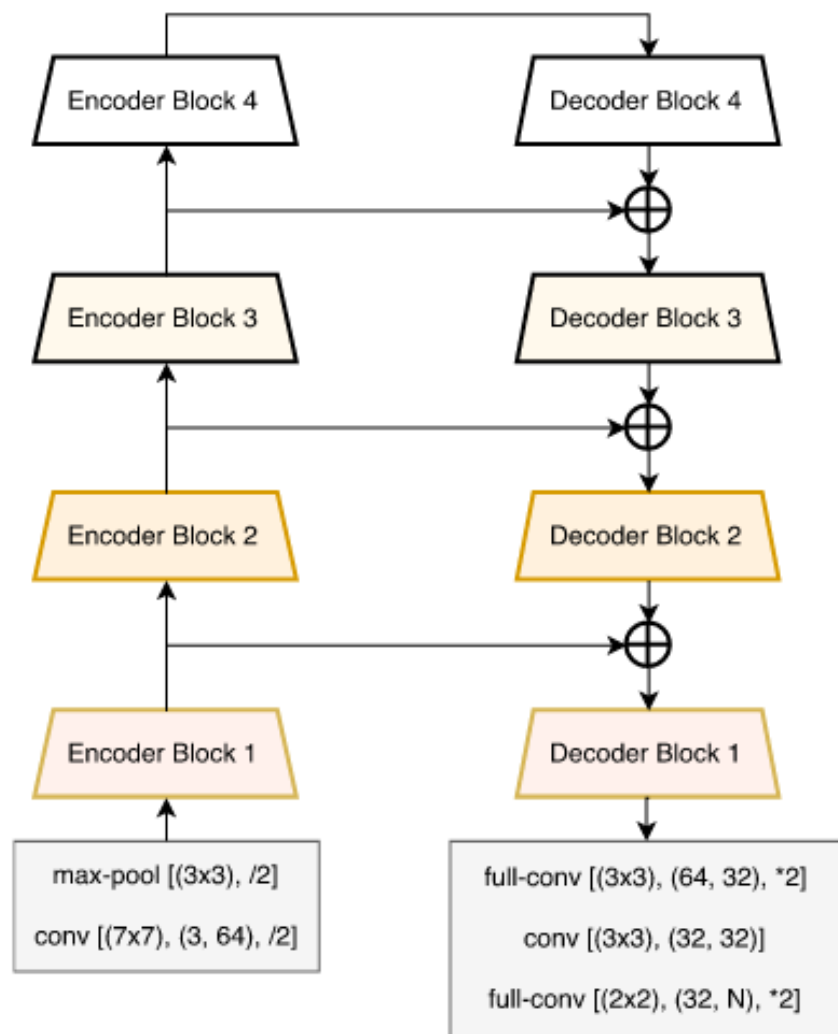 Encoder Block 4
Decoder Block 4
Encoder Block 3
Decoder Block 3
Encoder Block 2
Decoder Block 2
Encoder Block 1
Decoder Block 1
max-pool [(3x3), /2]
conv [(7x7), (3, 64), /2]
full-conv [(3x3), (64, 32), *2]
conv [(3x3), (32, 32)]
full-conv [(2x2), (32, N), *2]